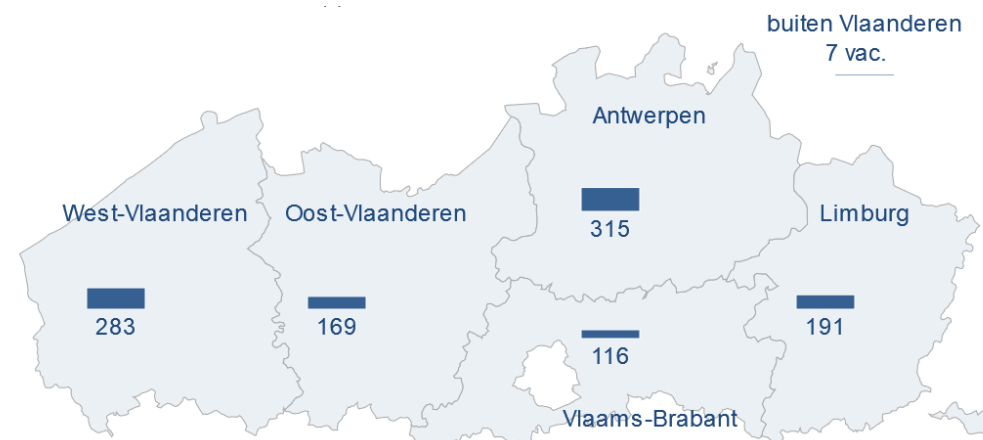 buiten Vlaanderen
7 vac.
Antwerpen
315
West-Vlaanderen
283
Oost-Vlaanderen
169
Limburg
191
116
Vlaams-Brabant